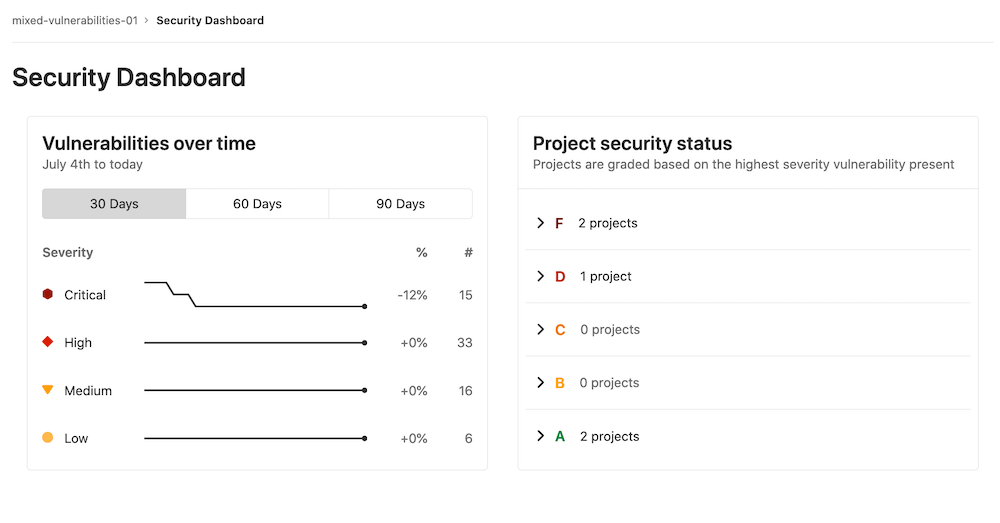 mixed-vulnerabilities-01 › Security Dashboard
Security Dashboard
Vulnerabilities over time
July 4th to today
30 Days 60 Days 90 Days
Severity % #
Critical -12% 15
High +0% 33
Medium +0% 16
Low +0% 6
Project security status
Projects are graded based on the highest severity vulnerability present
F 2 projects
D 1 project
C 0 projects
B 0 projects
A 2 projects